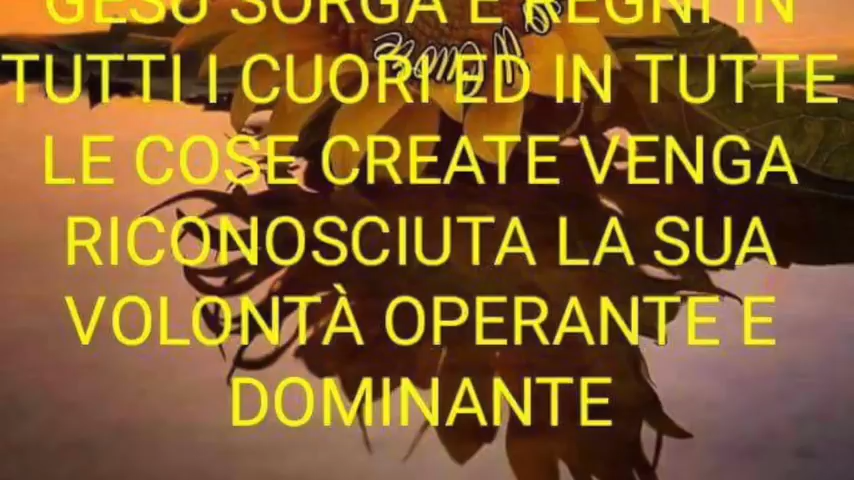 GESÙ SORGA E REGNI IN
TUTTI I CUORI ED IN TUTTE
LE COSE CREATE VENGA
RICONOSCIUTA LA SUA
VOLONTÀ OPERANTE E
DOMINANTE